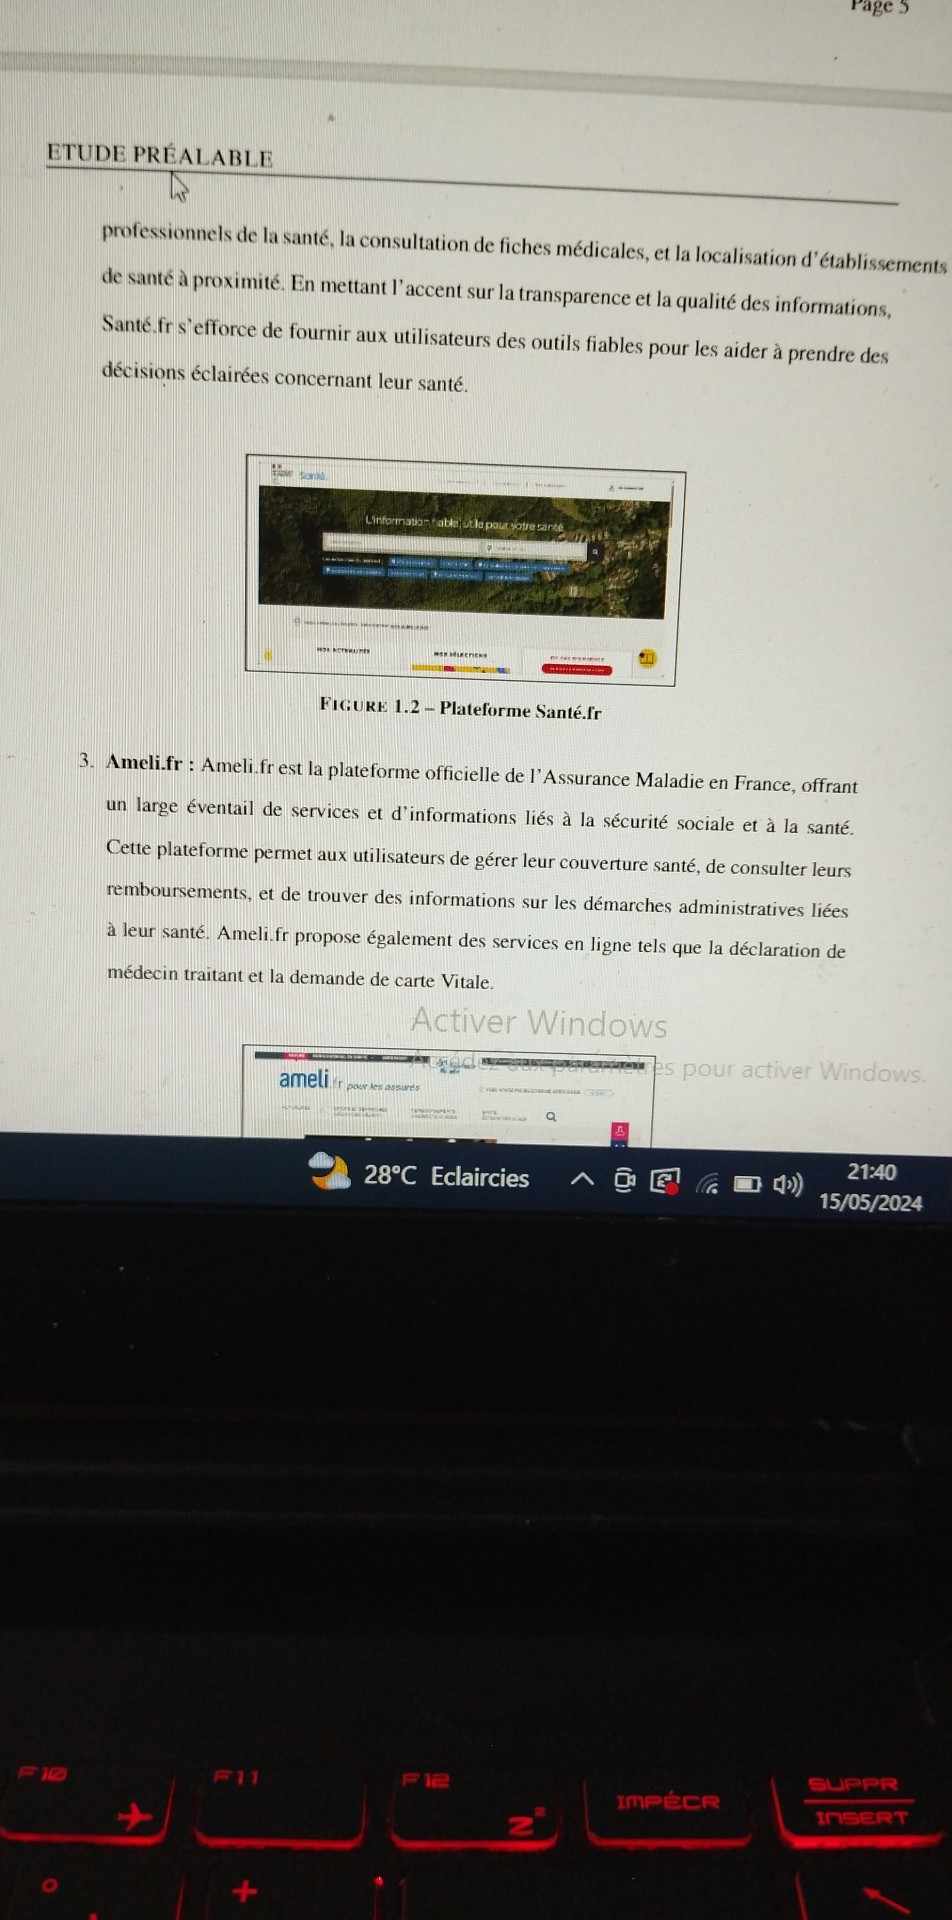 Page 5
ETUDE PRÉALABLE
professionnels de la santé, la consultation de fiches médicales, et la localisation d'établissements
de santé à proximité. En mettant l'accent sur la transparence et la qualité des informations,
Santé.fr s'efforce de fournir aux utilisateurs des outils fiables pour les aider à prendre des
décisions éclairées concernant leur santé.
Santé
L'information fiable, utile pour votre santé
NOS ACTUALITÉS
NOS SÉLECTIONS
FIGURE 1.2 – Plateforme Santé.fr
3. Ameli.fr : Ameli.fr est la plateforme officielle de l'Assurance Maladie en France, offrant
un large éventail de services et d'informations liés à la sécurité sociale et à la santé.
Cette plateforme permet aux utilisateurs de gérer leur couverture santé, de consulter leurs
remboursements, et de trouver des informations sur les démarches administratives liées
à leur santé. Ameli.fr propose également des services en ligne tels que la déclaration de
médecin traitant et la demande de carte Vitale.
Activer Windows
Accédez aux paramètres pour activer Windows.
ameli.fr pour les assurés
28°C Eclaircies
21:40
15/05/2024
F10
F11
F12
IMPÉCR
SUPPR
INSERT
Z z
° +